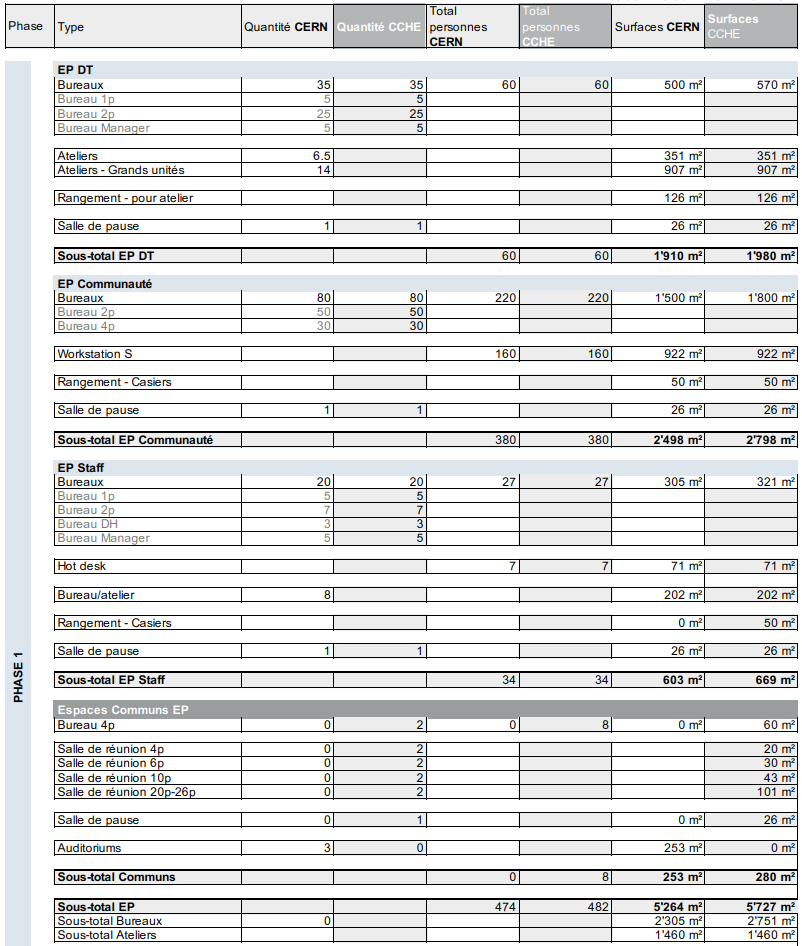 Phase Type Quantité CERN Quantité CCHE Total personnes CERN Total personnes CCHE Surfaces CERN Surfaces CCHE
PHASE 1
EP DT
Bureaux 35 35 60 60 500 m² 570 m²
Bureau 1p 5 5
Bureau 2p 25 25
Bureau Manager 5 5
Ateliers 6.5 351 m² 351 m²
Ateliers - Grands unités 14 907 m² 907 m²
Rangement - pour atelier 126 m² 126 m²
Salle de pause 1 1 26 m² 26 m²
Sous-total EP DT 60 60 1'910 m² 1'980 m²
EP Communauté
Bureaux 80 80 220 220 1'500 m² 1'800 m²
Bureau 2p 50 50
Bureau 4p 30 30
Workstation S 160 160 922 m² 922 m²
Rangement - Casiers 50 m² 50 m²
Salle de pause 1 1 26 m² 26 m²
Sous-total EP Communauté 380 380 2'498 m² 2'798 m²
EP Staff
Bureaux 20 20 27 27 305 m² 321 m²
Bureau 1p 5 5
Bureau 2p 7 7
Bureau DH 3 3
Bureau Manager 5 5
Hot desk 7 7 71 m² 71 m²
Bureau/atelier 8 202 m² 202 m²
Rangement - Casiers 0 m² 50 m²
Salle de pause 1 1 26 m² 26 m²
Sous-total EP Staff 34 34 603 m² 669 m²
Espaces Communs EP
Bureau 4p 0 2 0 8 0 m² 60 m²
Salle de réunion 4p 0 2 20 m²
Salle de réunion 6p 0 2 30 m²
Salle de réunion 10p 0 2 43 m²
Salle de réunion 20p-26p 0 2 101 m²
Salle de pause 0 1 0 m² 26 m²
Auditoriums 3 0 253 m² 0 m²
Sous-total Communs 0 8 253 m² 280 m²
Sous-total EP 474 482 5'264 m² 5'727 m²
Sous-total Bureaux 0 2'305 m² 2'751 m²
Sous-total Ateliers 1'460 m² 1'460 m²